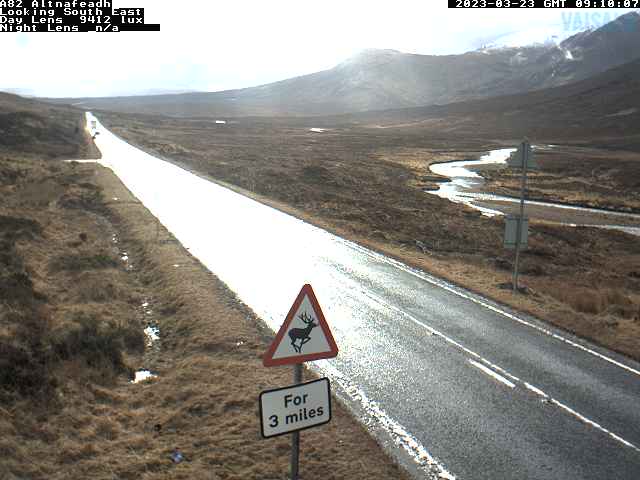 A82 Altnafeadh
Looking South East
Day Lens 9412 lux
Night Lens n/a
2023-03-23 GMT 09:10:07
VAISALA
For
3 miles